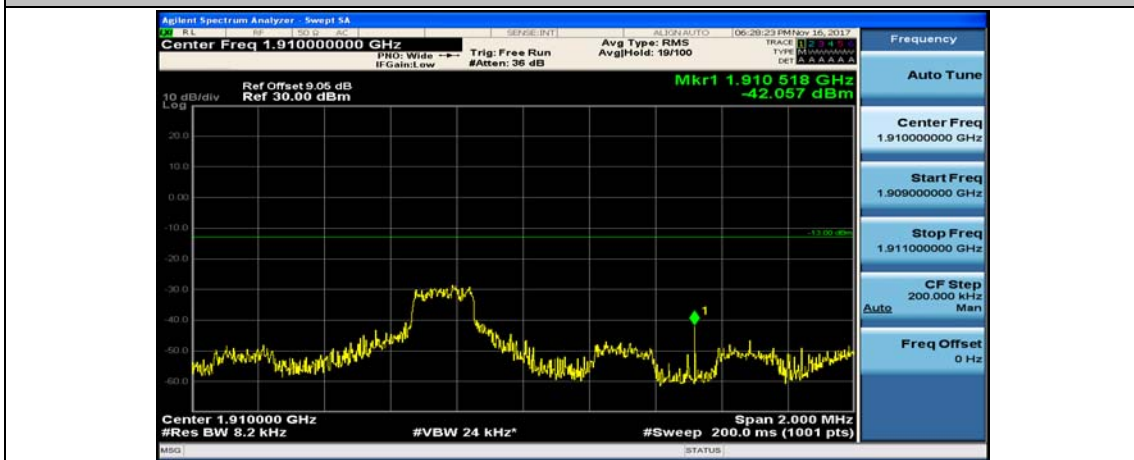 Agilent Spectrum Analyzer - Swept SA
RL RF 50 Ω AC SENSE:INT ALIGN AUTO 06:28:23 PM Nov 16, 2017
Center Freq 1.910000000 GHz
PNO: Wide
IFGain:Low
Trig: Free Run
#Atten: 36 dB
Avg Type: RMS
Avg|Hold: 19/100
TRACE 1 2 3 4 5 6
TYPE M
DET A A A A A A
Mkr1 1.910 518 GHz
-42.057 dBm
Ref Offset 9.05 dB
10 dB/div Ref 30.00 dBm
Log
20.0
10.0
0.00
-10.0
-13.00 dBm
-20.0
-30.0
-40.0
1
-50.0
-60.0
Center 1.910000 GHz Span 2.000 MHz
#Res BW 8.2 kHz #VBW 24 kHz* #Sweep 200.0 ms (1001 pts)
MSG STATUS
Frequency
Auto Tune
Center Freq
1.910000000 GHz
Start Freq
1.909000000 GHz
Stop Freq
1.911000000 GHz
CF Step
200.000 kHz
Auto Man
Freq Offset
0 Hz